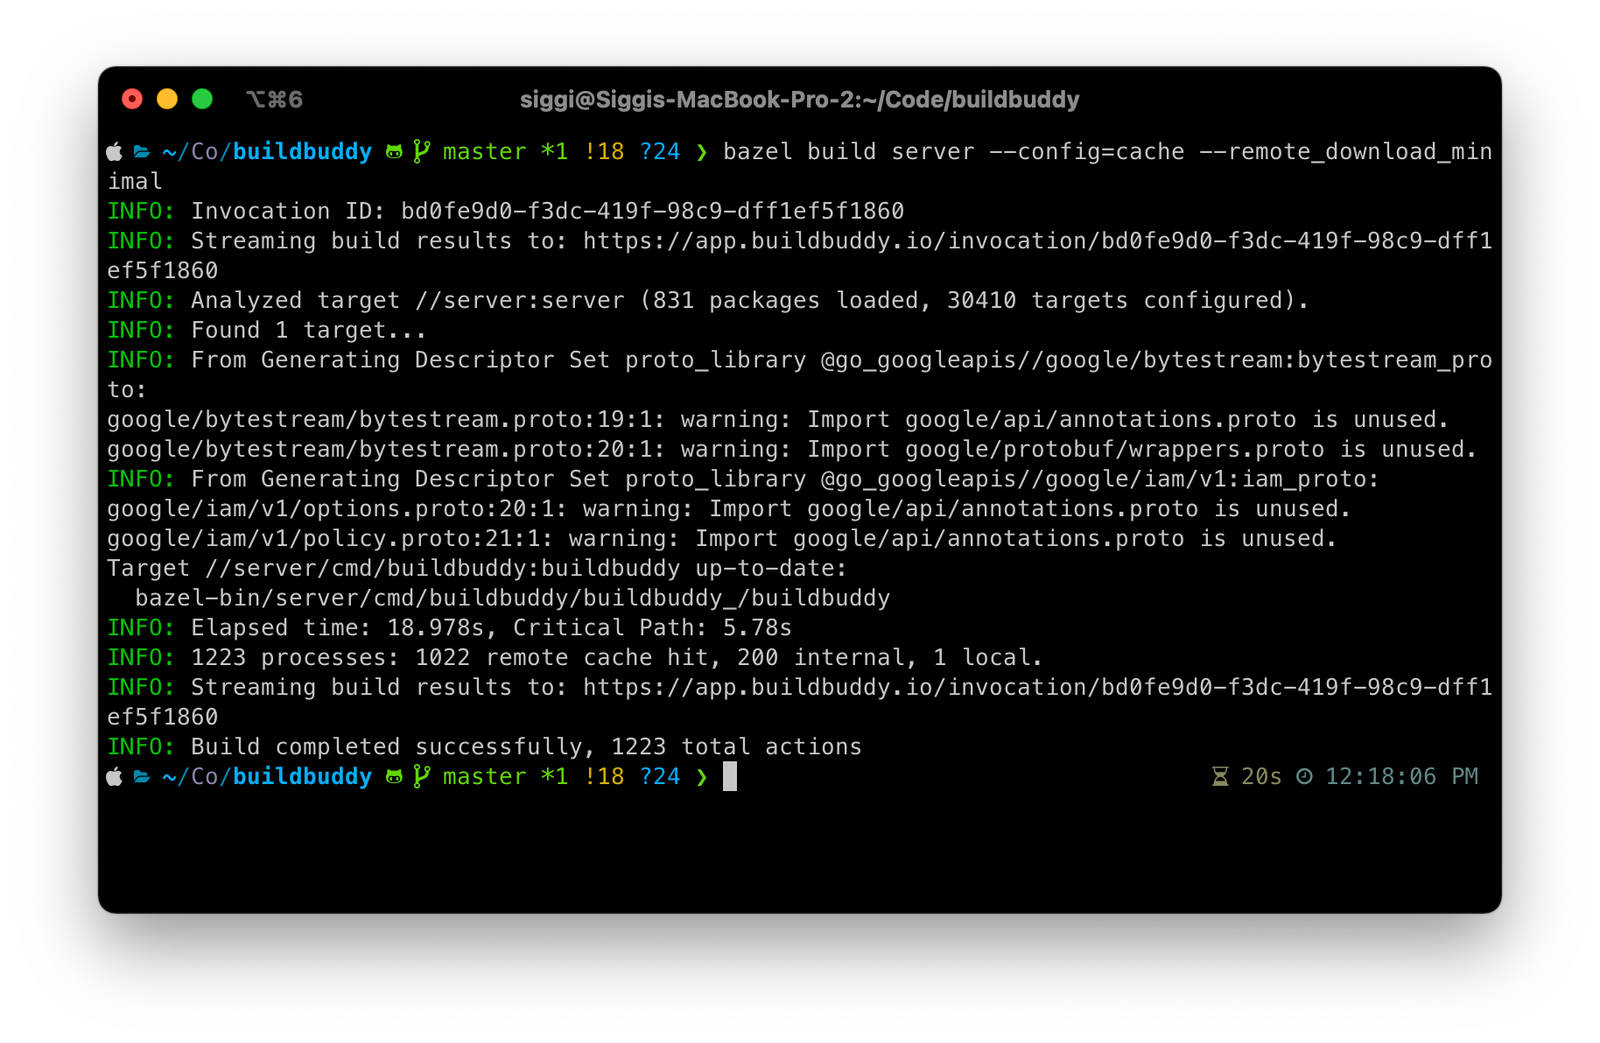 ⌥⌘6 siggi@Siggis-MacBook-Pro-2:~/Code/buildbuddy
~/Co/buildbuddy master *1 !18 ?24 ❯ bazel build server --config=cache --remote_download_min
imal
INFO: Invocation ID: bd0fe9d0-f3dc-419f-98c9-dff1ef5f1860
INFO: Streaming build results to: https://app.buildbuddy.io/invocation/bd0fe9d0-f3dc-419f-98c9-dff1
ef5f1860
INFO: Analyzed target //server:server (831 packages loaded, 30410 targets configured).
INFO: Found 1 target...
INFO: From Generating Descriptor Set proto_library @go_googleapis//google/bytestream:bytestream_pro
to:
google/bytestream/bytestream.proto:19:1: warning: Import google/api/annotations.proto is unused.
google/bytestream/bytestream.proto:20:1: warning: Import google/protobuf/wrappers.proto is unused.
INFO: From Generating Descriptor Set proto_library @go_googleapis//google/iam/v1:iam_proto:
google/iam/v1/options.proto:20:1: warning: Import google/api/annotations.proto is unused.
google/iam/v1/policy.proto:21:1: warning: Import google/api/annotations.proto is unused.
Target //server/cmd/buildbuddy:buildbuddy up-to-date:
  bazel-bin/server/cmd/buildbuddy/buildbuddy_/buildbuddy
INFO: Elapsed time: 18.978s, Critical Path: 5.78s
INFO: 1223 processes: 1022 remote cache hit, 200 internal, 1 local.
INFO: Streaming build results to: https://app.buildbuddy.io/invocation/bd0fe9d0-f3dc-419f-98c9-dff1
ef5f1860
INFO: Build completed successfully, 1223 total actions
~/Co/buildbuddy master *1 !18 ?24 ❯ 20s 12:18:06 PM